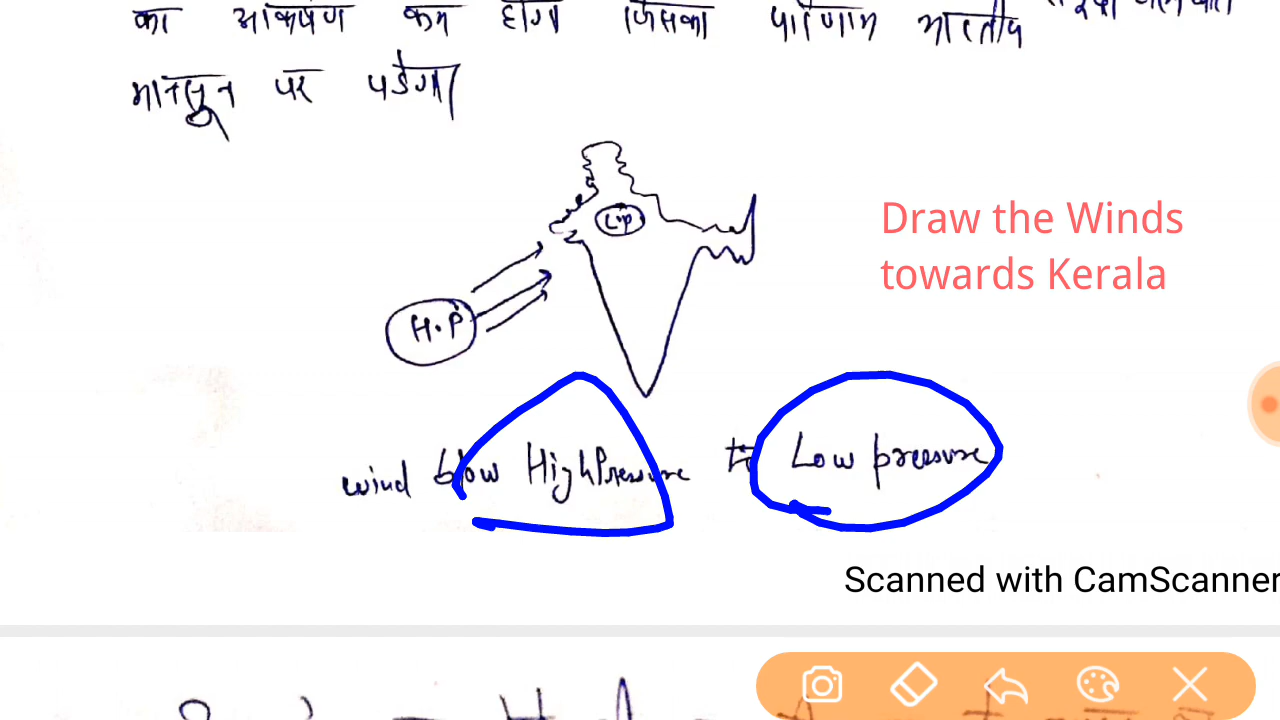 का आकर्षण कम होगा जिसका परिणाम भारतीय
मानसून पर पडेगा
L.P
Draw the Winds
towards Kerala
H.P
wind blow High Pressure to Low pressure
Scanned with CamScanner